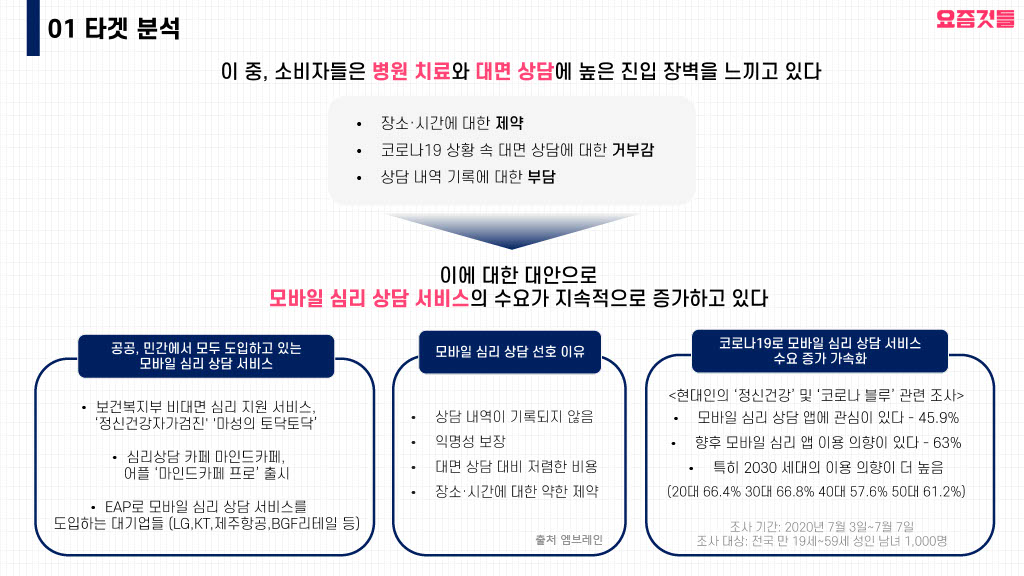 01 타겟 분석
요즘것들
이 중, 소비자들은 병원 치료와 대면 상담에 높은 진입 장벽을 느끼고 있다
• 장소·시간에 대한 제약
• 코로나19 상황 속 대면 상담에 대한 거부감
• 상담 내역 기록에 대한 부담
이에 대한 대안으로
모바일 심리 상담 서비스의 수요가 지속적으로 증가하고 있다
공공, 민간에서 모두 도입하고 있는
모바일 심리 상담 서비스
• 보건복지부 비대면 심리 지원 서비스,
‘정신건강자가검진’ ‘마성의 토닥토닥’
• 심리상담 카페 마인드카페,
어플 ‘마인드카페 프로’ 출시
• EAP로 모바일 심리 상담 서비스를
도입하는 대기업들 (LG,KT,제주항공,BGF리테일 등)
모바일 심리 상담 선호 이유
• 상담 내역이 기록되지 않음
• 익명성 보장
• 대면 상담 대비 저렴한 비용
• 장소·시간에 대한 약한 제약
출처 엠브레인
코로나19로 모바일 심리 상담 서비스
수요 증가 가속화
<현대인의 ‘정신건강’ 및 ‘코로나 블루’ 관련 조사>
• 모바일 심리 상담 앱에 관심이 있다 - 45.9%
• 향후 모바일 심리 앱 이용 의향이 있다 - 63%
• 특히 2030 세대의 이용 의향이 더 높음
(20대 66.4% 30대 66.8% 40대 57.6% 50대 61.2%)
조사 기간: 2020년 7월 3일~7월 7일
조사 대상: 전국 만 19세~59세 성인 남녀 1,000명